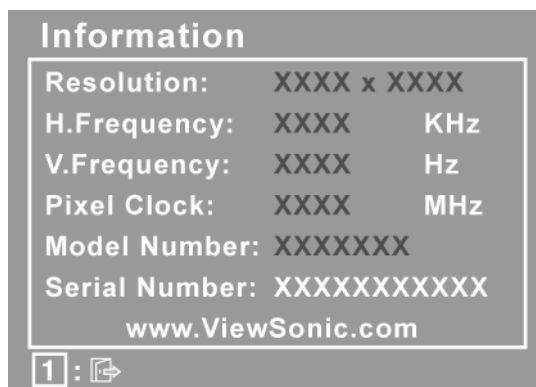 Information
Resolution: XXXX x XXXX
H.Frequency: XXXX KHz
V.Frequency: XXXX Hz
Pixel Clock: XXXX MHz
Model Number: XXXXXXX
Serial Number: XXXXXXXXXXX
www.ViewSonic.com
1 :